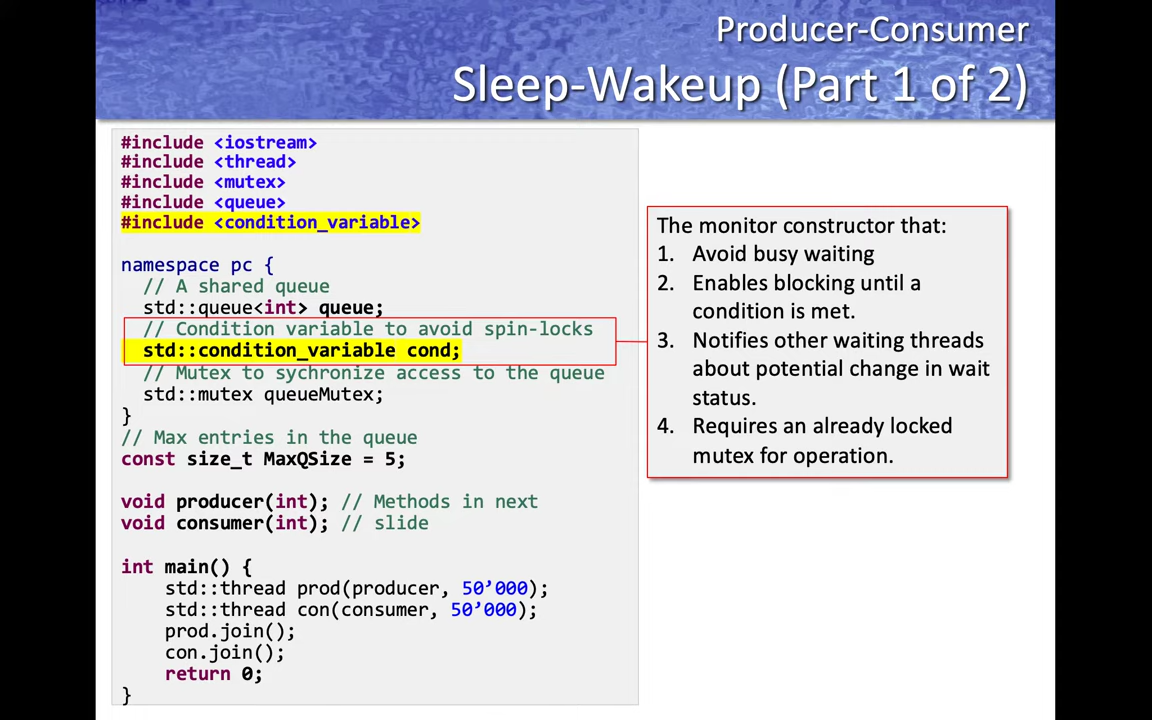 Producer-Consumer
Sleep-Wakeup (Part 1 of 2)
#include <iostream>
#include <thread>
#include <mutex>
#include <queue>
#include <condition_variable>
namespace pc {
// A shared queue
std::queue<int> queue;
// Condition variable to avoid spin-locks
std::condition_variable cond;
// Mutex to sychronize access to the queue
std::mutex queueMutex;
}
// Max entries in the queue
const size_t MaxQSize = 5;
void producer(int); // Methods in next
void consumer(int); // slide
int main() {
std::thread prod(producer, 50’000);
std::thread con(consumer, 50’000);
prod.join();
con.join();
return 0;
}
The monitor constructor that:
1. Avoid busy waiting
2. Enables blocking until a
condition is met.
3. Notifies other waiting threads
about potential change in wait
status.
4. Requires an already locked
mutex for operation.